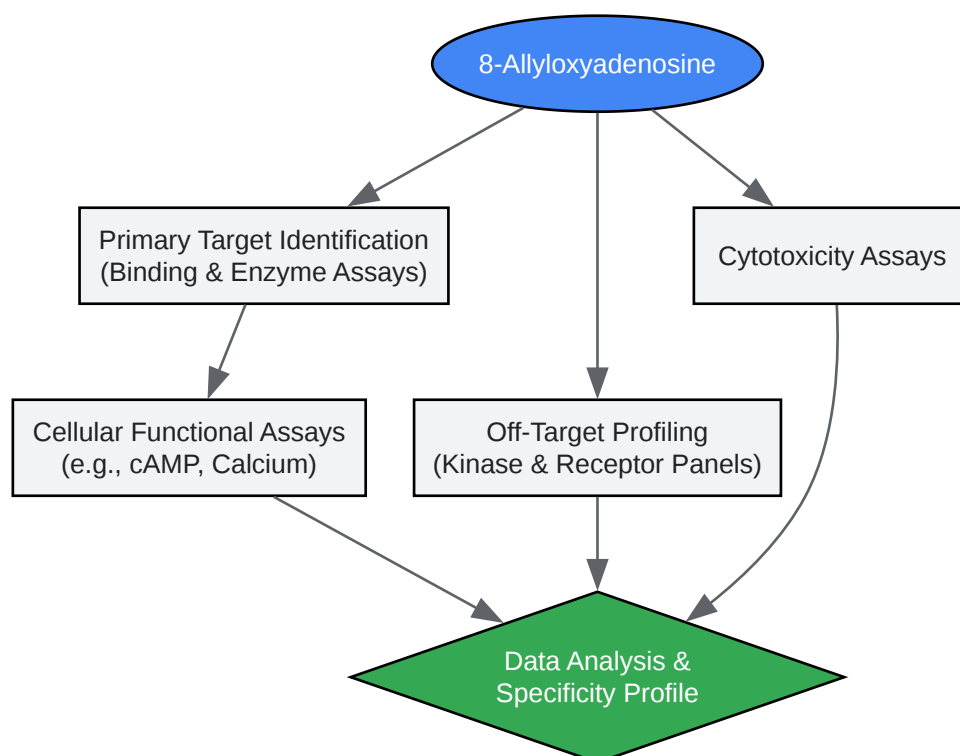 8-Allyloxyadenosine
Primary Target Identification
(Binding & Enzyme Assays)
Cytotoxicity Assays
Cellular Functional Assays
(e.g., cAMP, Calcium)
Off-Target Profiling
(Kinase & Receptor Panels)
Data Analysis &
Specificity Profile